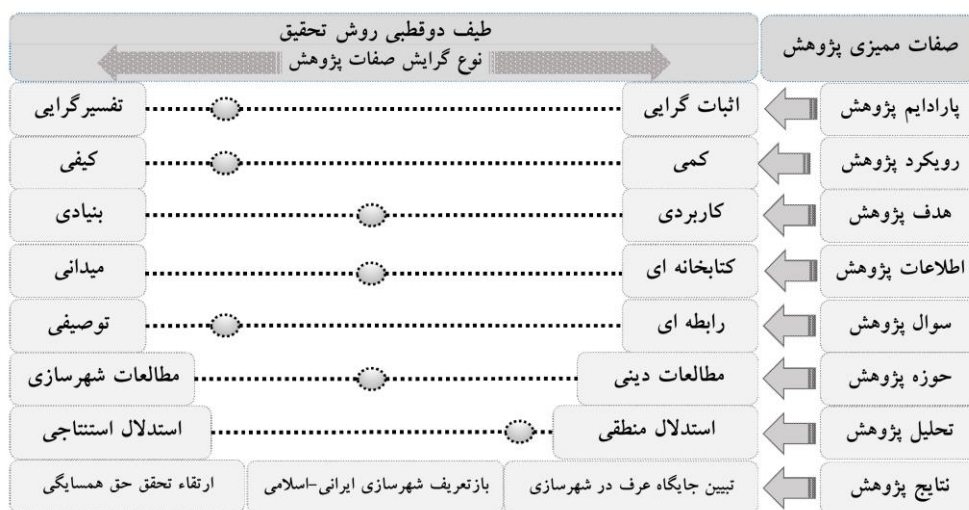 صفات ممیزی پژوهش
طیف دوقطبی روش تحقیق
نوع گرایش صفات پژوهش
پارادایم پژوهش
اثبات گرایی
تفسیرگرایی
رویکرد پژوهش
کمی
کیفی
هدف پژوهش
کاربردی
بنیادی
اطلاعات پژوهش
کتابخانه ای
میدانی
سوال پژوهش
رابطه ای
توصیفی
حوزه پژوهش
مطالعات دینی
مطالعات شهرسازی
تحلیل پژوهش
استدلال منطقی
استدلال استنتاجی
نتایج پژوهش
تبیین جایگاه عرف در شهرسازی
بازتعریف شهرسازی ایرانی-اسلامی
ارتقاء تحقق حق همسایگی